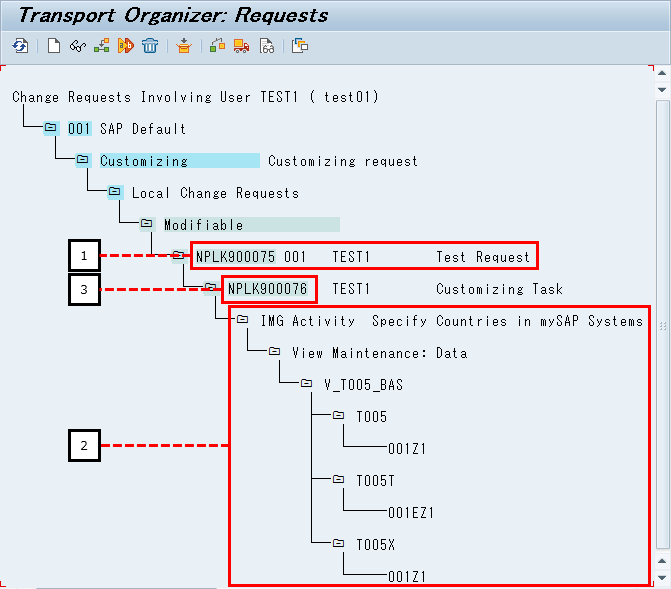 Transport Organizer: Requests
Change Requests Involving User TEST1 ( test01)
001 SAP Default
Customizing Customizing request
Local Change Requests
Modifiable
1 NPLK900075 001 TEST1 Test Request
3 NPLK900076 TEST1 Customizing Task
IMG Activity Specify Countries in mySAP Systems
View Maintenance: Data
V_T005_BAS
T005
2 001Z1
T005T
001EZ1
T005X
001Z1